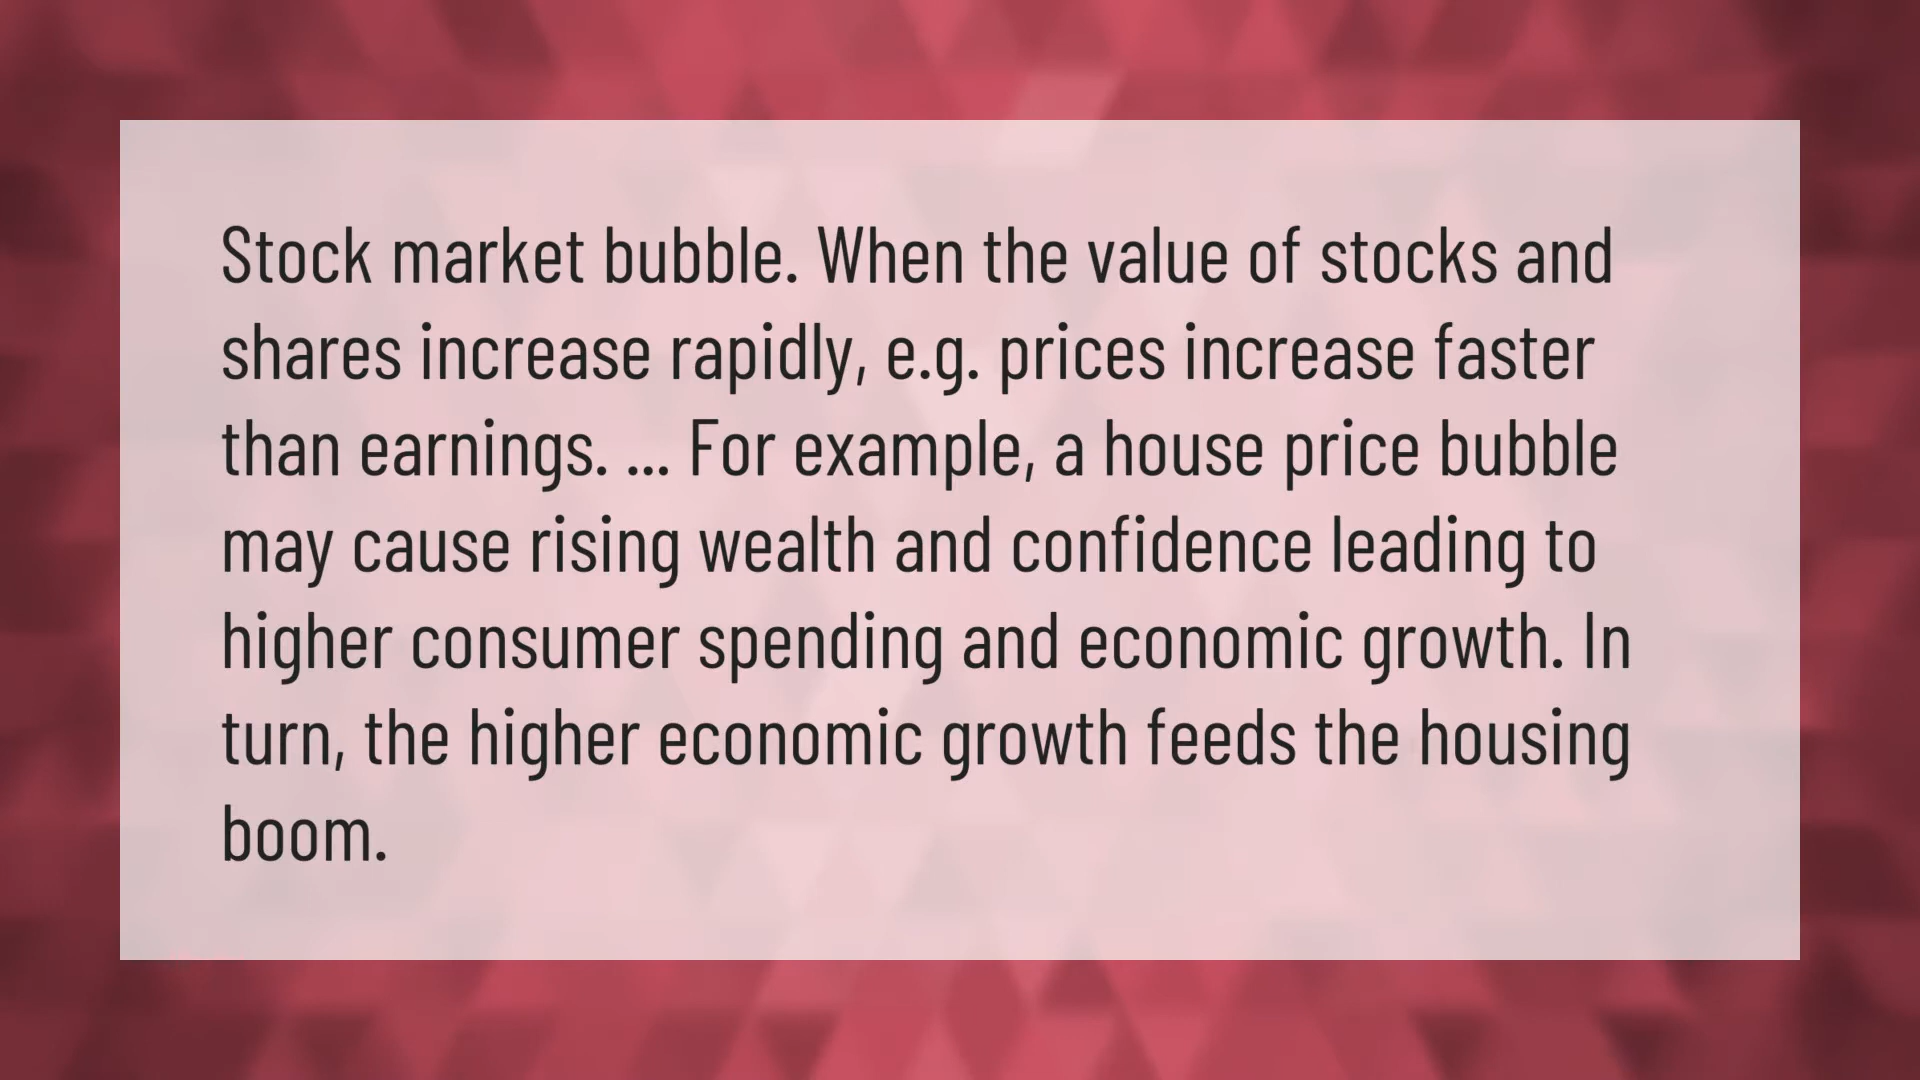 Stock market bubble. When the value of stocks and
shares increase rapidly, e.g. prices increase faster
than earnings. ... For example, a house price bubble
may cause rising wealth and confidence leading to
higher consumer spending and economic growth. In
turn, the higher economic growth feeds the housing
boom.